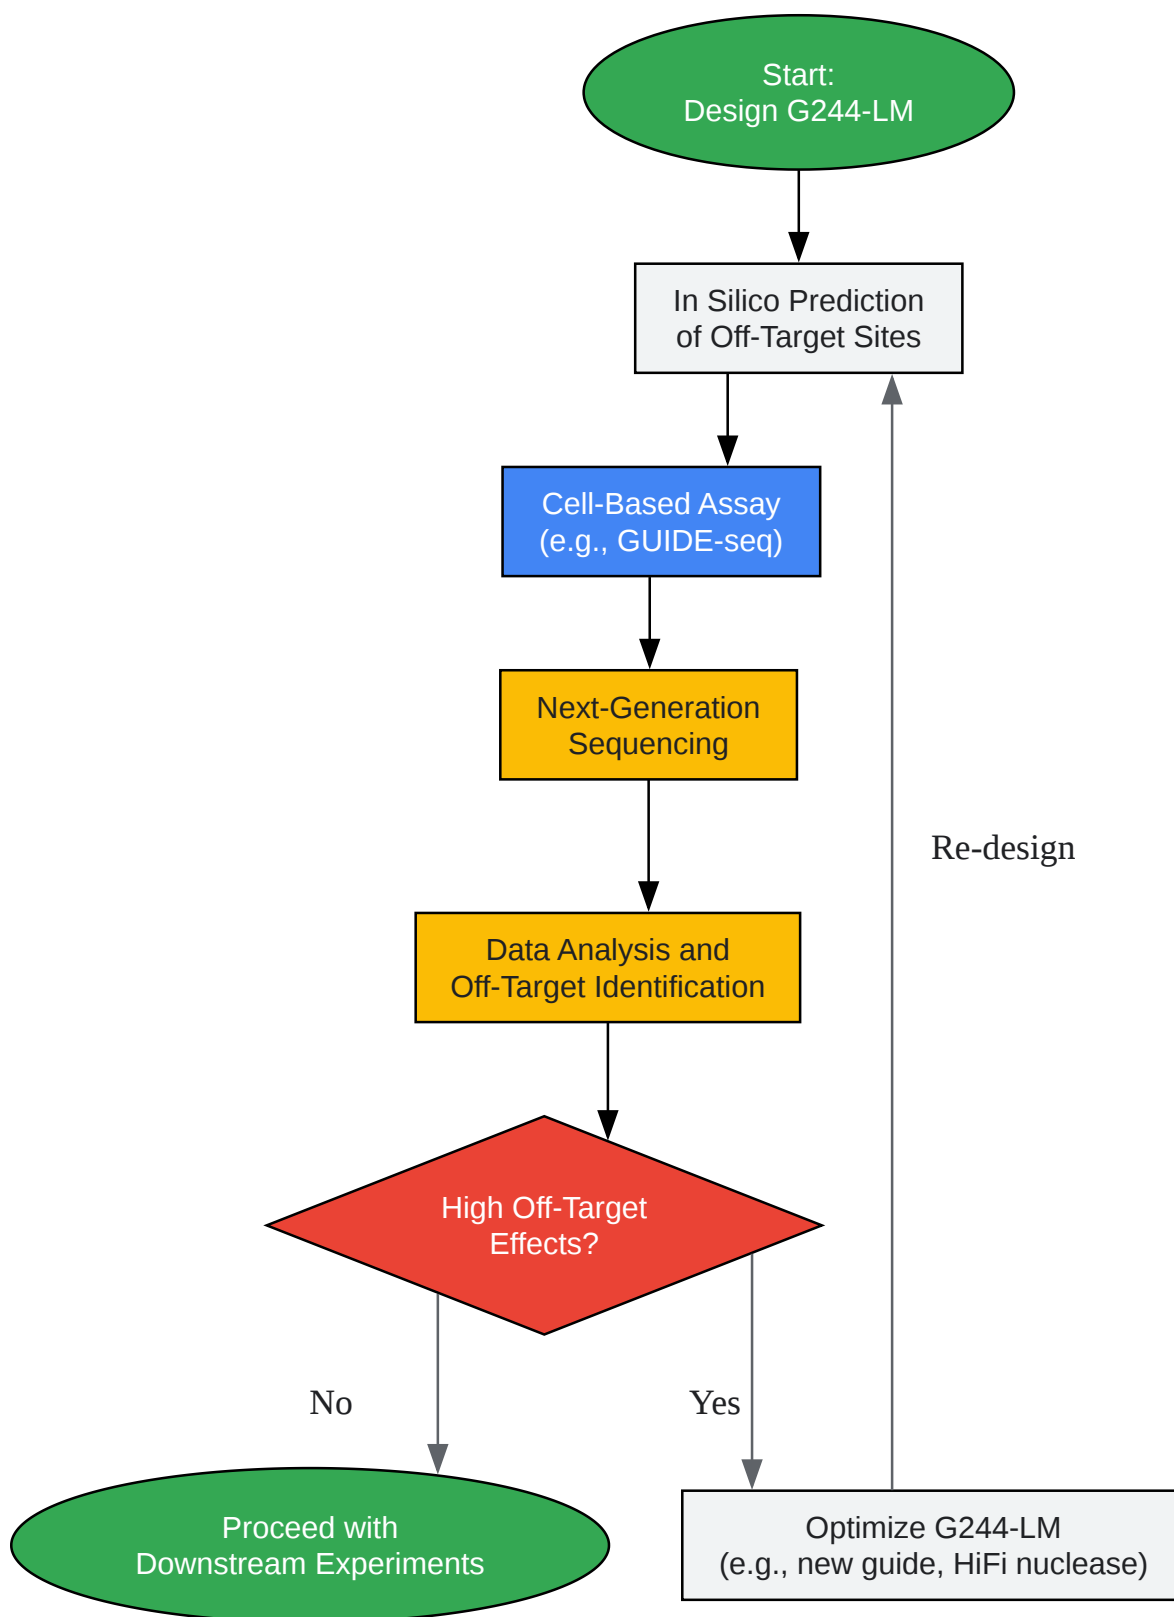 Start:
Design G244-LM
In Silico Prediction
of Off-Target Sites
Cell-Based Assay
(e.g., GUIDE-seq)
Next-Generation
Sequencing
Re-design
Data Analysis and
Off-Target Identification
High Off-Target
Effects?
No
Yes
Proceed with
Downstream Experiments
Optimize G244-LM
(e.g., new guide, HiFi nuclease)